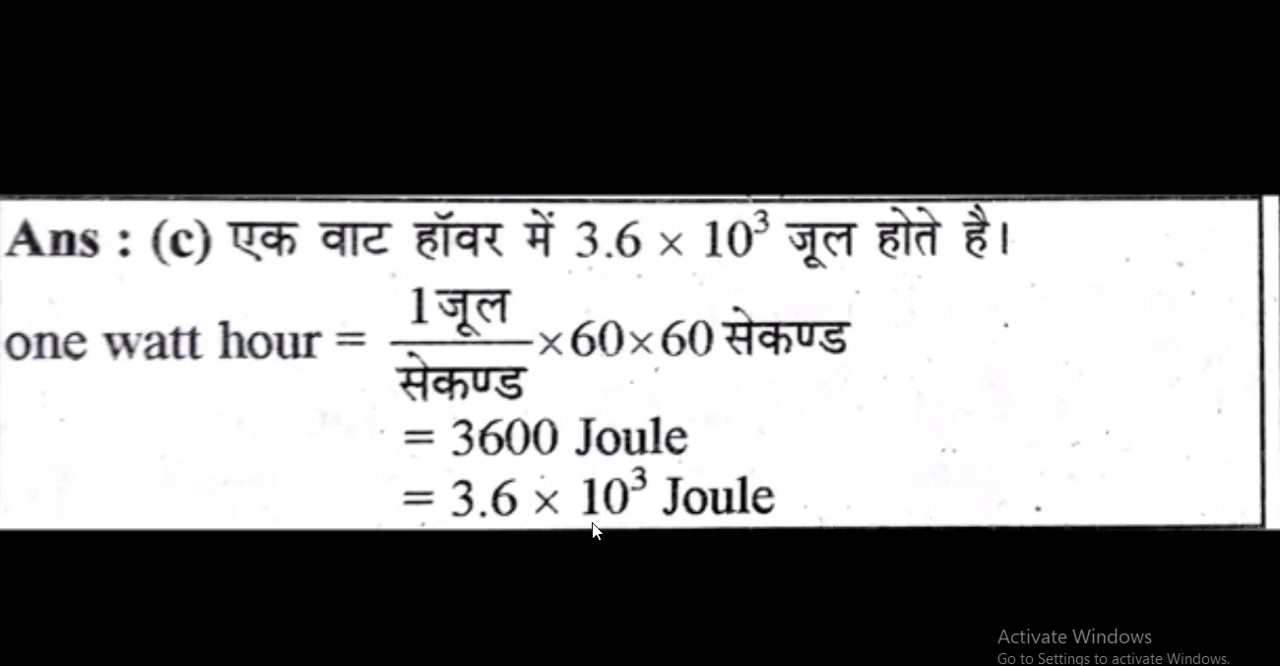 Ans : (c) एक वाट हॉवर में 3.6 × 10³ जूल होते है।
one watt hour = 1जूल/सेकण्ड ×60×60 सेकण्ड
= 3600 Joule
= 3.6 × 10³ Joule
Activate Windows
Go to Settings to activate Windows.